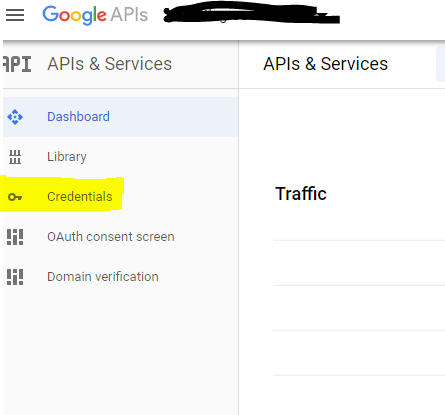 Google APIs
API APIs & Services
APIs & Services
Dashboard
Library
Credentials
OAuth consent screen
Domain verification
Traffic